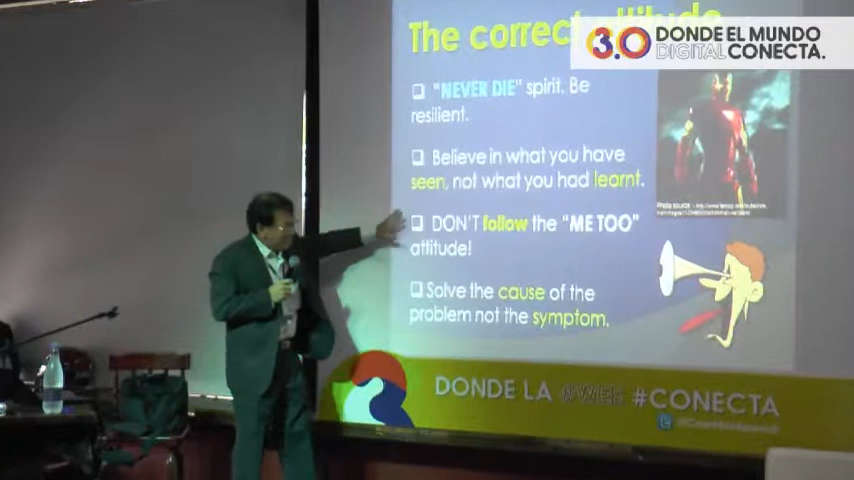 The correct attitude
3.0 DONDE EL MUNDO
DIGITAL CONECTA.
❑ "NEVER DIE" spirit. Be
resilient.
❑ Believe in what you have
seen, not what you had learnt.
❑ DON'T follow the "ME TOO"
attitude!
❑ Solve the cause of the
problem not the symptom.
DONDE LA #WEB #CONECTA